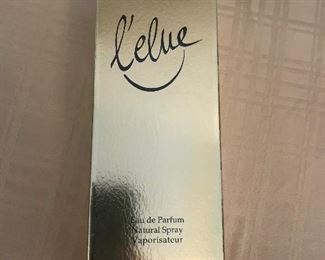 l'elue
Eau de Parfum
Natural Spray
Vaporisateur